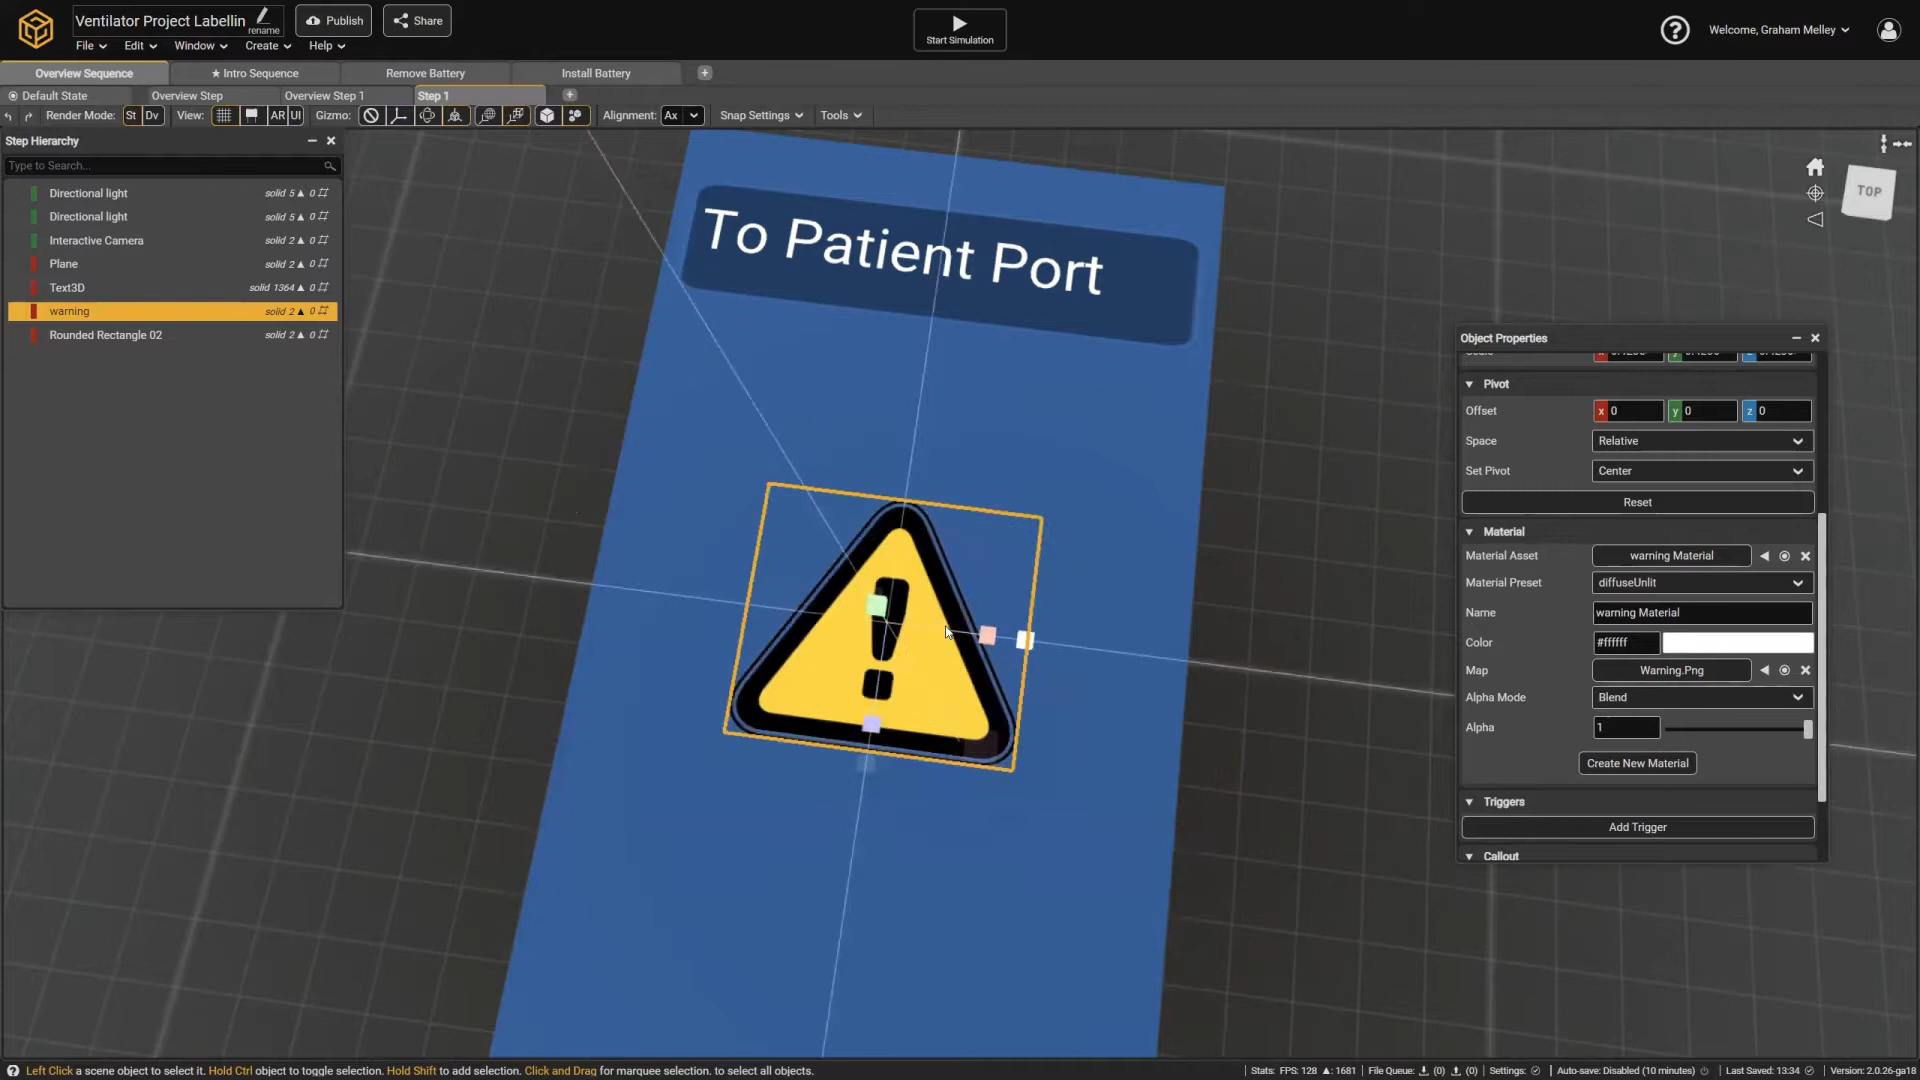 Ventilator Project Labellin
rename
Publish
Share
File
Edit
Window
Create
Help
Start Simulation
Welcome, Graham Melley
Overview Sequence
★ Intro Sequence
Remove Battery
Install Battery
+
Default State
Overview Step
Overview Step 1
Step 1
+
Render Mode: St Dv
View: AR UI
Gizmo:
Alignment: Ax
Snap Settings
Tools
Step Hierarchy
Type to Search...
Directional light solid 5 ▲ 0
Directional light solid 5 ▲ 0
Interactive Camera solid 2 ▲ 0
Plane solid 2 ▲ 0
Text3D solid 1364 ▲ 0
warning solid 2 ▲ 0
Rounded Rectangle 02 solid 2 ▲ 0
To Patient Port
!
TOP
Object Properties
Pivot
Offset x 0 y 0 z 0
Space Relative
Set Pivot Center
Reset
Material
Material Asset warning Material
Material Preset diffuseUnlit
Name warning Material
Color #ffffff
Map Warning.Png
Alpha Mode Blend
Alpha 1
Create New Material
Triggers
Add Trigger
Callout
Left Click a scene object to select it. Hold Ctrl object to toggle selection. Hold Shift to add selection. Click and Drag for marquee selection. to select all objects.
Stats: FPS: 128 ▲: 1681 | File Queue: (0) (0) | Settings: | Auto-save: Disabled (10 minutes) | Last Saved: 13:34 | Version: 2.0.26-ga18